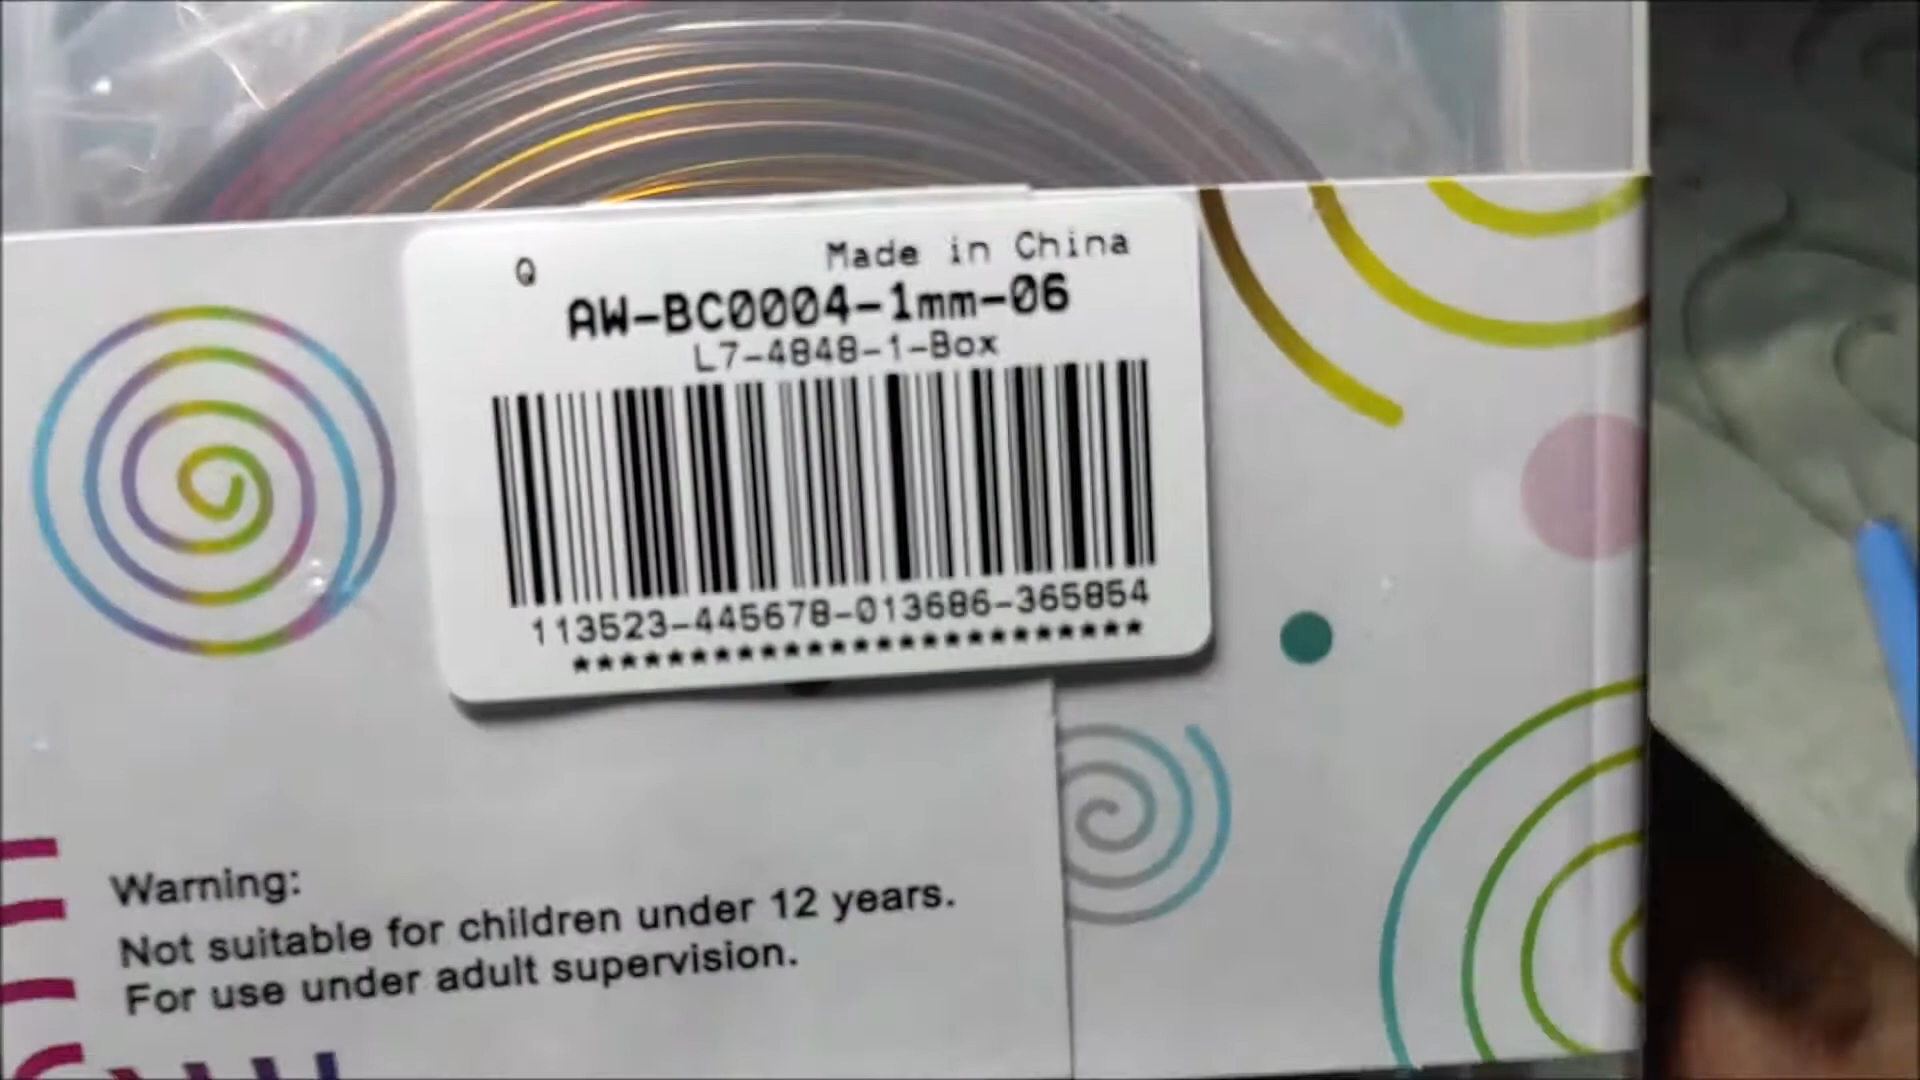 Q
Made in China
AW-BC0004-1mm-06
L7-4848-1-Box
113523-445678-013686-365854
*************************
Warning:
Not suitable for children under 12 years.
For use under adult supervision.